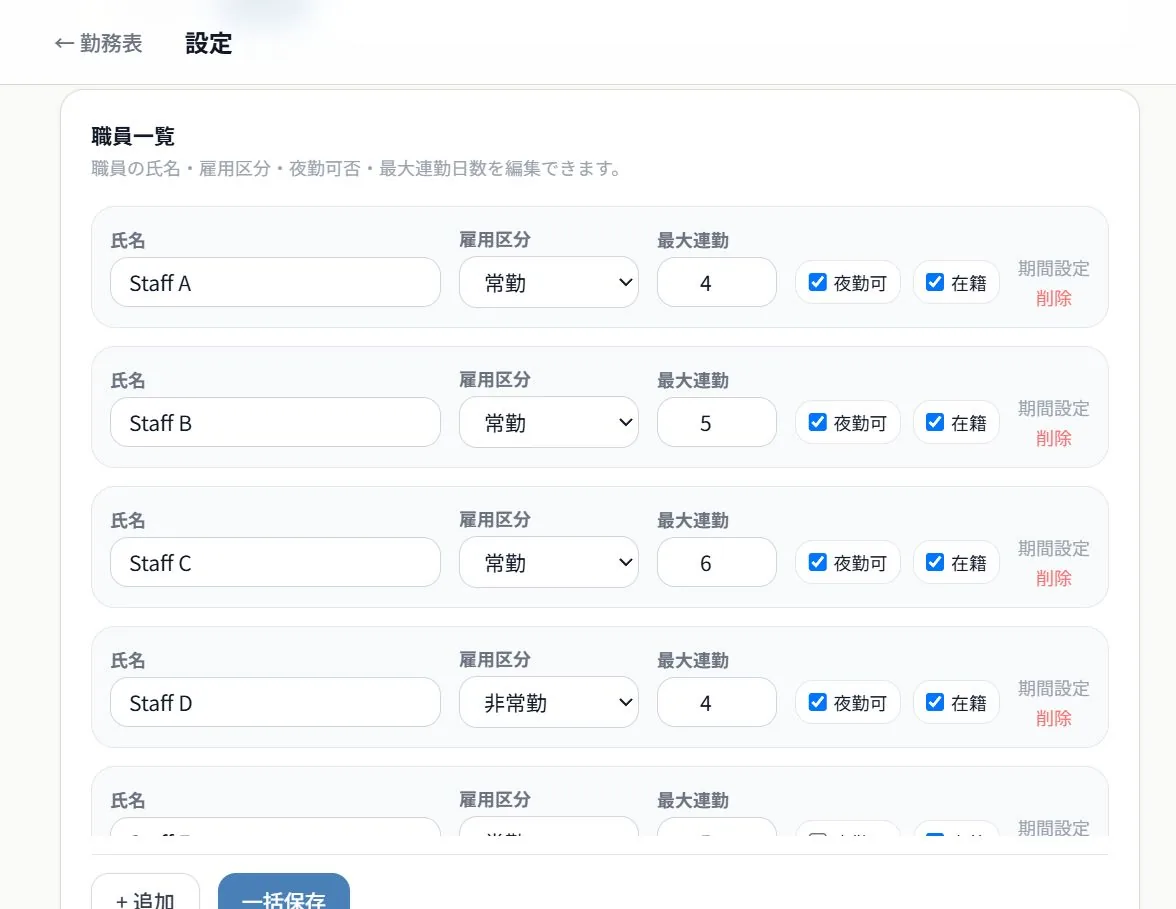 ← 勤務表 設定
職員一覧
職員の氏名・雇用区分・夜勤可否・最大連勤日数を編集できます。
氏名 雇用区分 最大連勤
Staff A 常勤 4 夜勤可 在籍 期間設定
削除
氏名 雇用区分 最大連勤
Staff B 常勤 5 夜勤可 在籍 期間設定
削除
氏名 雇用区分 最大連勤
Staff C 常勤 6 夜勤可 在籍 期間設定
削除
氏名 雇用区分 最大連勤
Staff D 非常勤 4 夜勤可 在籍 期間設定
削除
氏名 雇用区分 最大連勤
期間設定
+ 追加 一括保存